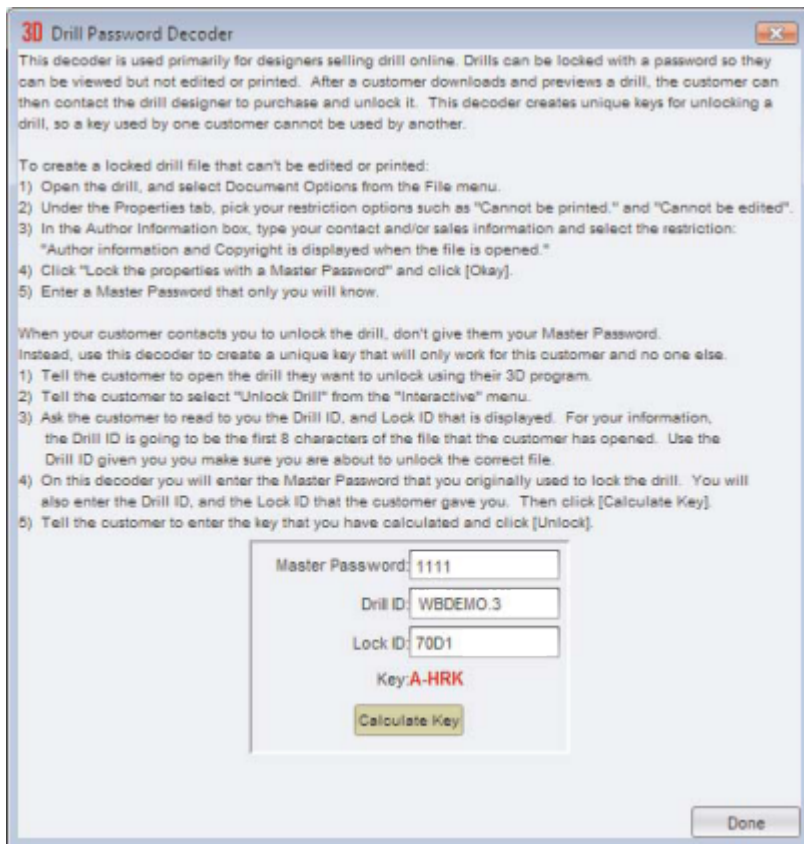 3D Drill Password Decoder
This decoder is used primarily for designers selling drill online. Drills can be locked with a password so they
can be viewed but not edited or printed. After a customer downloads and previews a drill, the customer can
then contact the drill designer to purchase and unlock it. This decoder creates unique keys for unlocking a
drill, so a key used by one customer cannot be used by another.
To create a locked drill file that can't be edited or printed:
1) Open the drill, and select Document Options from the File menu.
2) Under the Properties tab, pick your restriction options such as "Cannot be printed." and "Cannot be edited".
3) In the Author Information box, type your contact and/or sales information and select the restriction:
"Author information and Copyright is displayed when the file is opened."
4) Click "Lock the properties with a Master Password" and click [Okay].
5) Enter a Master Password that only you will know.
When your customer contacts you to unlock the drill, don't give them your Master Password.
Instead, use this decoder to create a unique key that will only work for this customer and no one else.
1) Tell the customer to open the drill they want to unlock using their 3D program.
2) Tell the customer to select "Unlock Drill" from the "Interactive" menu.
3) Ask the customer to read to you the Drill ID, and Lock ID that is displayed. For your information,
the Drill ID is going to be the first 8 characters of the file that the customer has opened. Use the
Drill ID given you you make sure you are about to unlock the correct file.
4) On this decoder you will enter the Master Password that you originally used to lock the drill. You will
also enter the Drill ID, and the Lock ID that the customer gave you. Then click [Calculate Key].
5) Tell the customer to enter the key that you have calculated and click [Unlock].
Master Password: 1111
Drill ID: WBDEMO.3
Lock ID: 70D1
Key: A-HRK
Calculate Key
Done